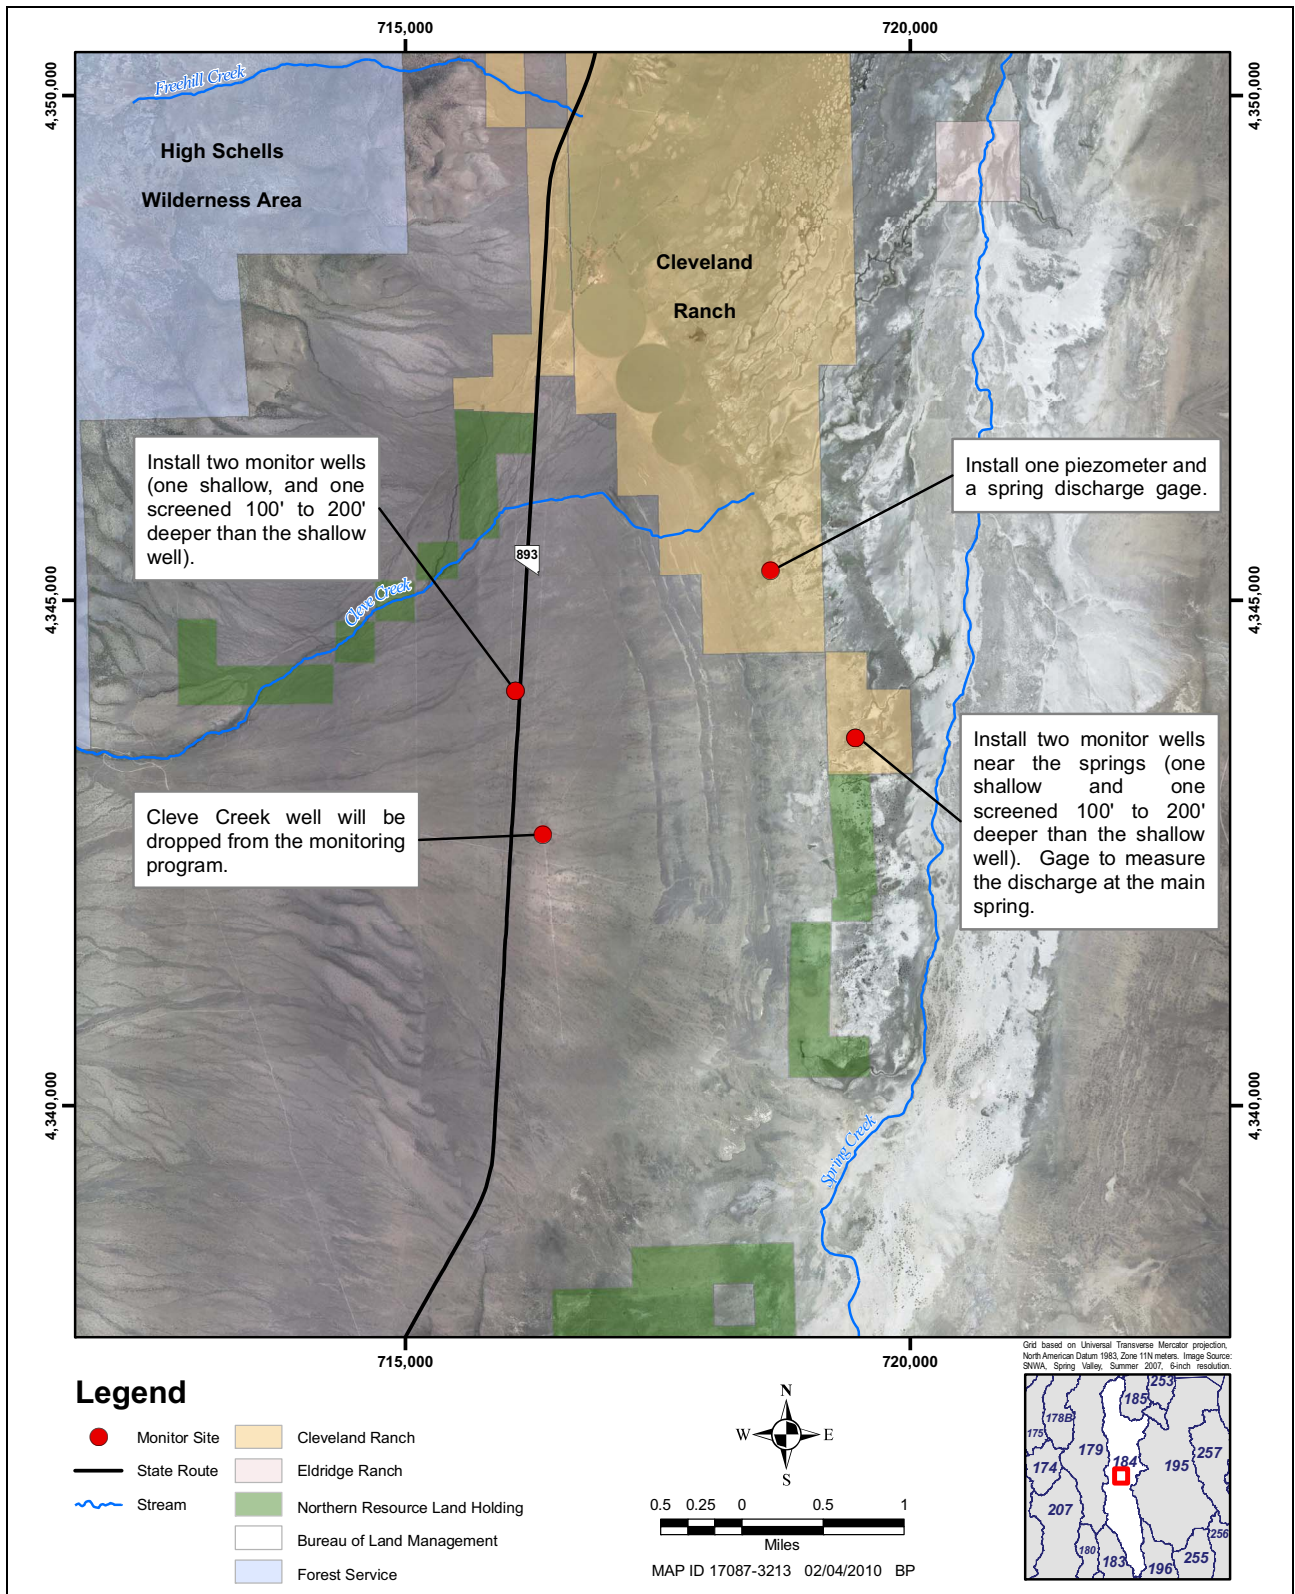 715,000
720,000
4,350,000
4,350,000
Freehill Creek
High Schells
Wilderness Area
Cleveland
Ranch
Install two monitor wells
(one shallow, and one
screened 100' to 200'
deeper than the shallow
well).
Install one piezometer and
a spring discharge gage.
893
Cleve Creek
4,345,000
4,345,000
Install two monitor wells
near the springs (one
shallow and one
screened 100' to 200'
deeper than the shallow
well). Gage to measure
the discharge at the main
spring.
Cleve Creek well will be
dropped from the monitoring
program.
4,340,000
4,340,000
Spring Creek
715,000
720,000
Grid based on Universal Transverse Mercator projection,
North American Datum 1983, Zone 11N meters. Image Source:
SNWA, Spring Valley, Summer 2007, 6-inch resolution.
Legend
Monitor Site
State Route
Stream
Cleveland Ranch
Eldridge Ranch
Northern Resource Land Holding
Bureau of Land Management
Forest Service
N
W
E
S
0.5 0.25 0 0.5 1
Miles
MAP ID 17087-3213 02/04/2010 BP
253
185
178B
175
179
257
184
195
174
207
256
180
183
255
196